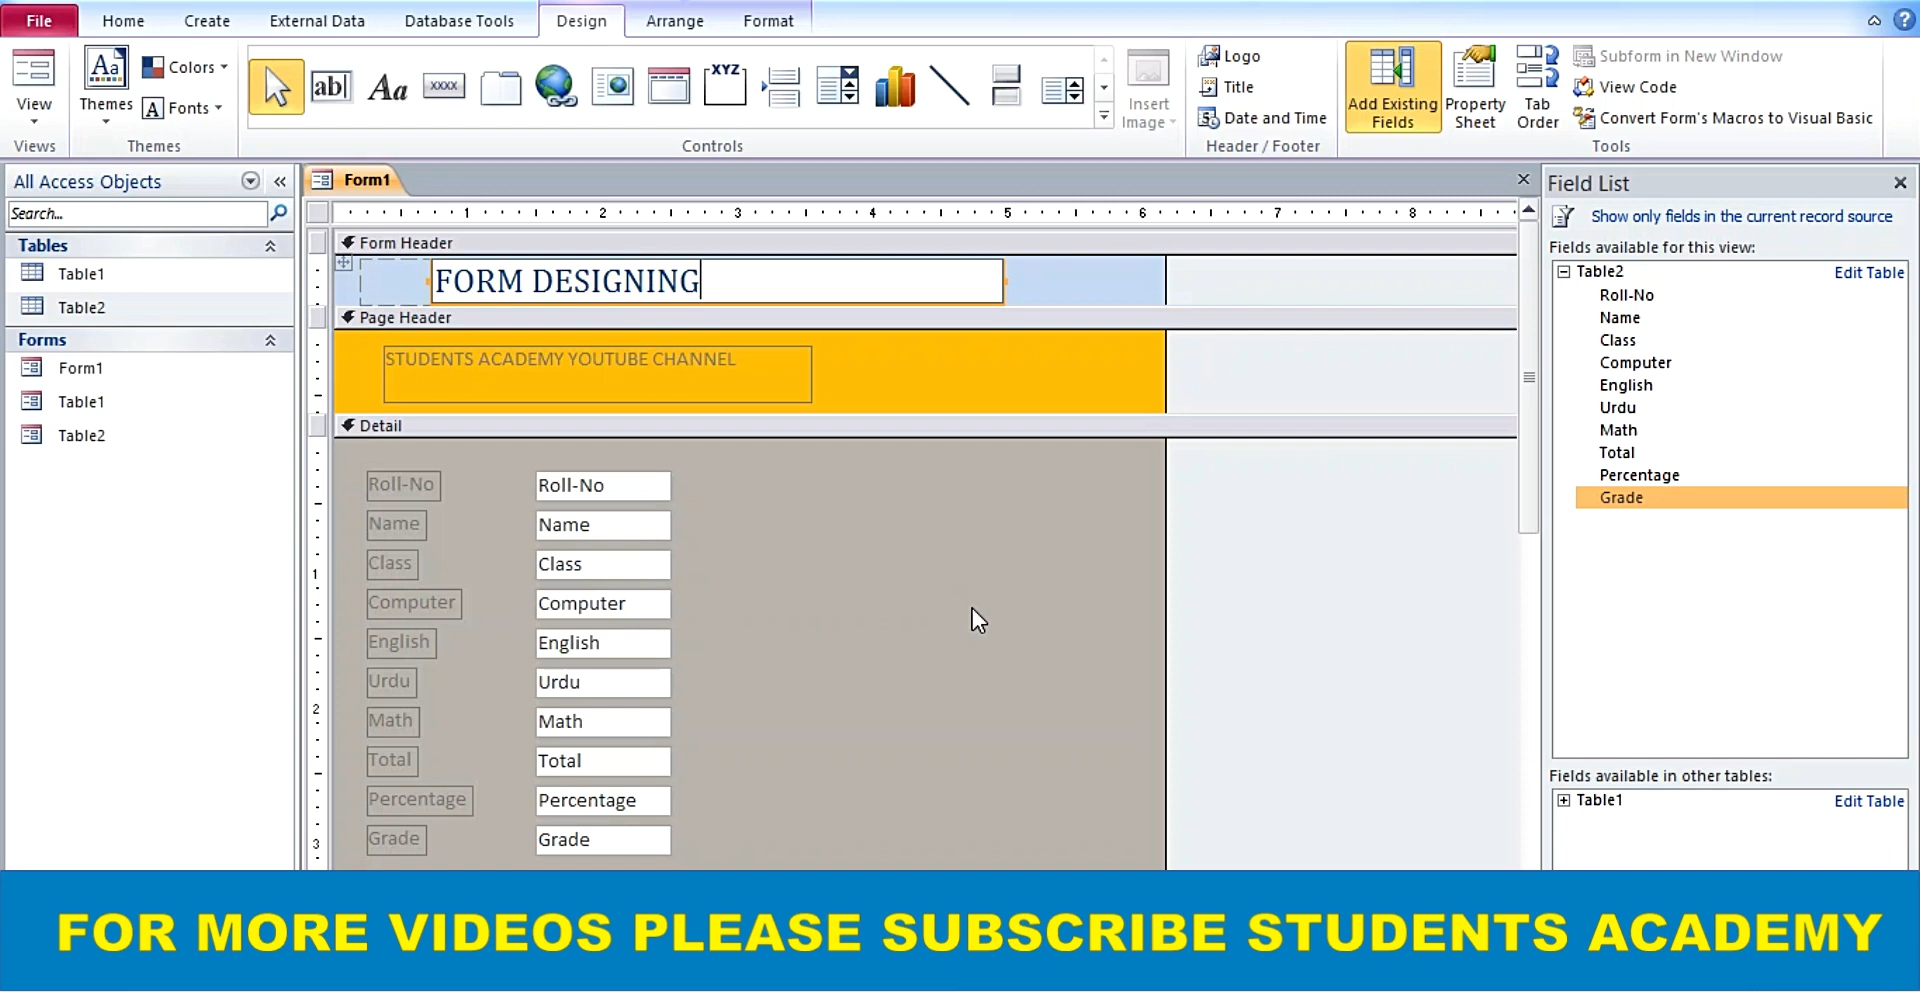 File Home Create External Data Database Tools Design Arrange Format
View
Views
Aa
Themes
Colors
A Fonts
Themes
ab|
Aa
XXXX
XYZ
Controls
Insert
Image
Logo
Title
Date and Time
Header / Footer
Add Existing
Fields
Property
Sheet
Tab
Order
Subform in New Window
View Code
Convert Form's Macros to Visual Basic
Tools
All Access Objects
Search...
Tables
Table1
Table2
Forms
Form1
Table1
Table2
Form1
1 2 3 4 5 6 7 8
Form Header
FORM DESIGNING
Page Header
STUDENTS ACADEMY YOUTUBE CHANNEL
Detail
Roll-No Roll-No
Name Name
Class Class
1
Computer Computer
English English
Urdu Urdu
2
Math Math
Total Total
Percentage Percentage
Grade Grade
3
Field List
Show only fields in the current record source
Fields available for this view:
Table2 Edit Table
Roll-No
Name
Class
Computer
English
Urdu
Math
Total
Percentage
Grade
Fields available in other tables:
Table1 Edit Table
FOR MORE VIDEOS PLEASE SUBSCRIBE STUDENTS ACADEMY